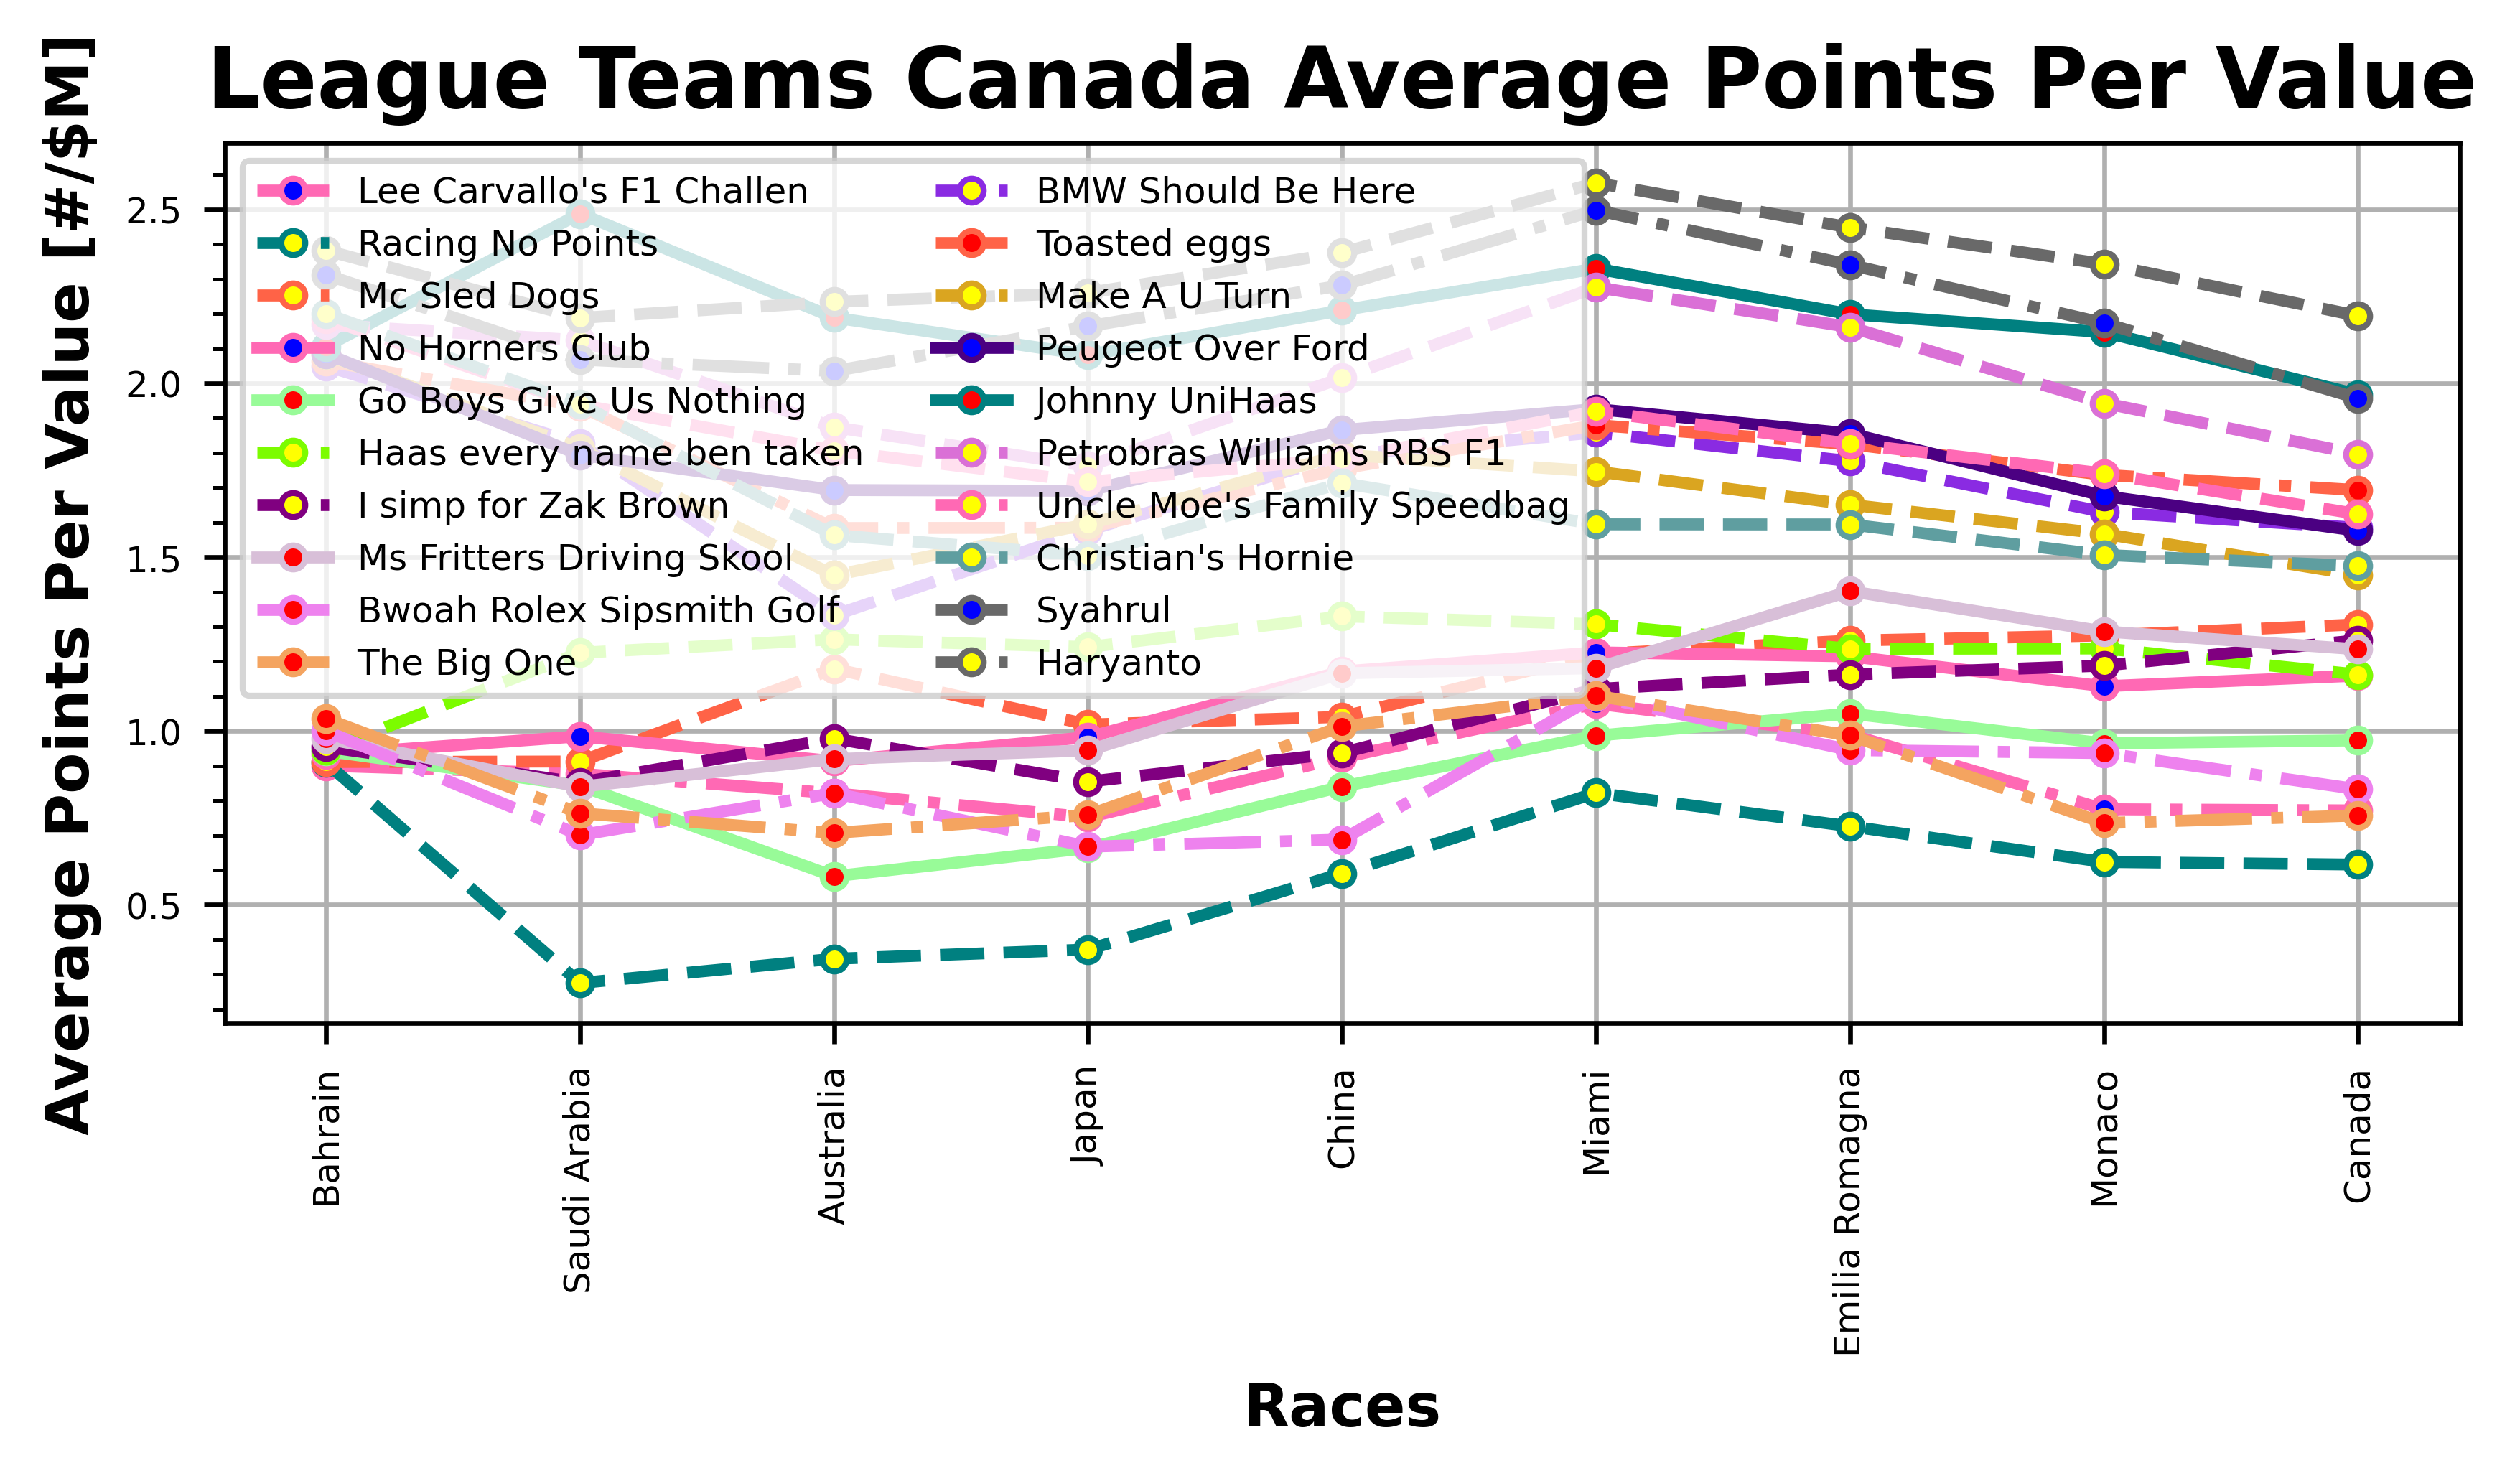 League Teams Canada Average Points Per Value
Average Points Per Value [#/$M]
2.5
2.0
1.5
1.0
0.5
Lee Carvallo's F1 Challen
Racing No Points
Mc Sled Dogs
No Horners Club
Go Boys Give Us Nothing
Haas every name ben taken
I simp for Zak Brown
Ms Fritters Driving Skool
Bwoah Rolex Sipsmith Golf
The Big One
BMW Should Be Here
Toasted eggs
Make A U Turn
Peugeot Over Ford
Johnny UniHaas
Petrobras Williams RBS F1
Uncle Moe's Family Speedbag
Christian's Hornie
Syahrul
Haryanto
Bahrain
Saudi Arabia
Australia
Japan
China
Miami
Emilia Romagna
Monaco
Canada
Races